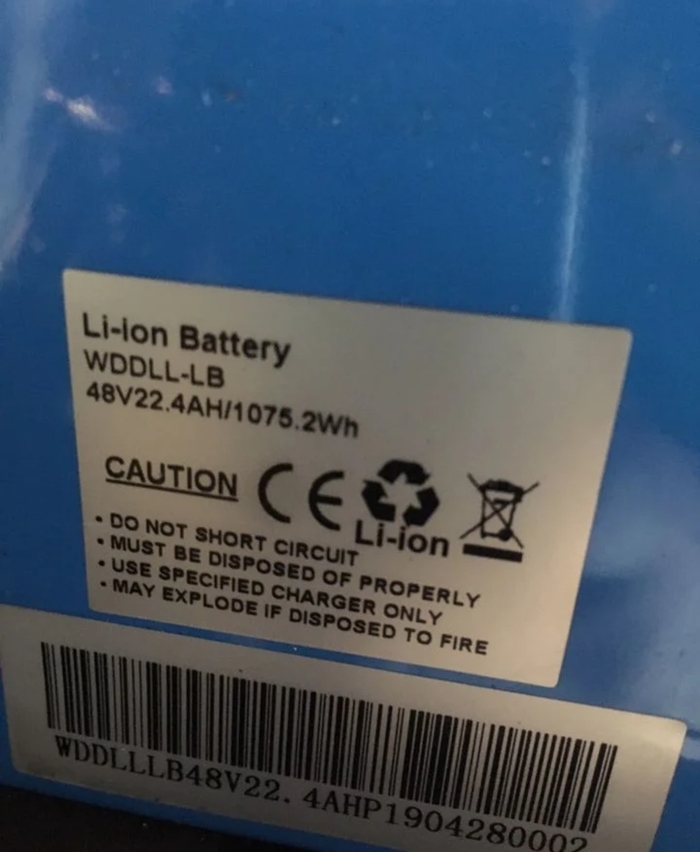 Li-ion Battery
WDDLL-LB
48V22.4AH/1075.2Wh
CAUTION CE
Li-ion
• DO NOT SHORT CIRCUIT
• MUST BE DISPOSED OF PROPERLY
• USE SPECIFIED CHARGER ONLY
• MAY EXPLODE IF DISPOSED TO FIRE
WDDLLLB48V22.4AHP1904280002